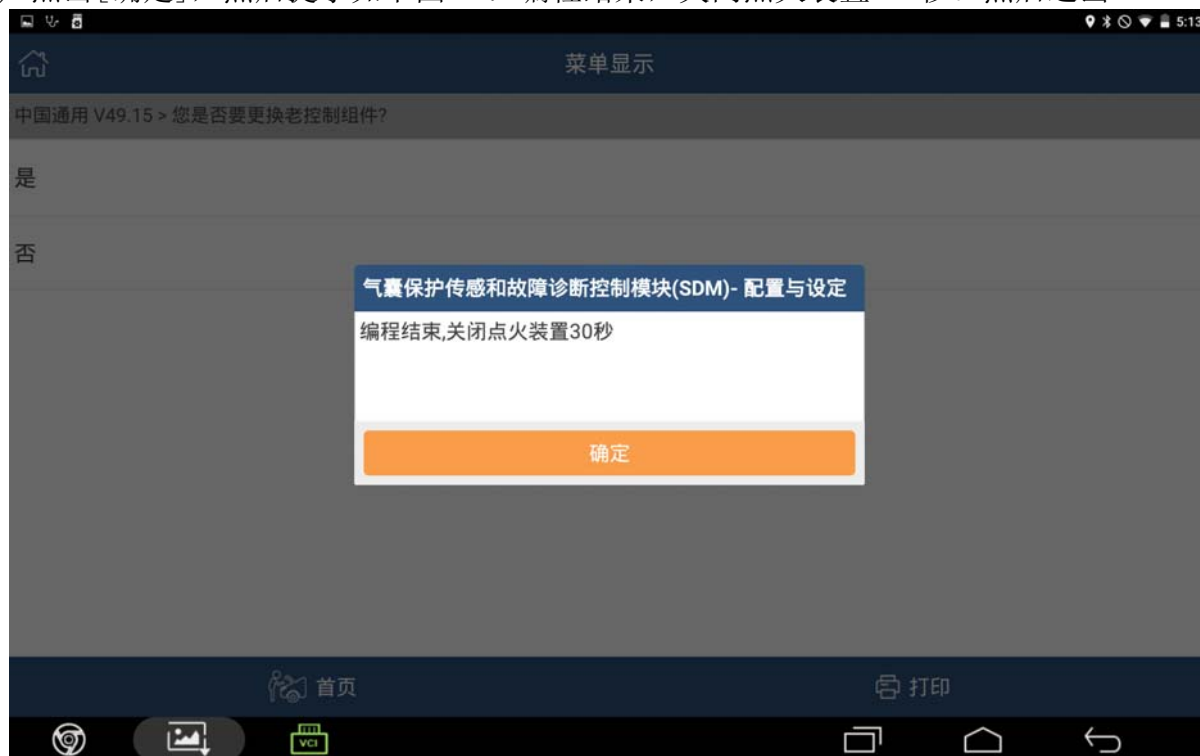 5:13
菜单显示
中国通用 V49.15 > 您是否要更换老控制组件?
是
否
气囊保护传感和故障诊断控制模块(SDM)- 配置与设定
编程结束,关闭点火装置30秒
确定
首页
打印
VCI